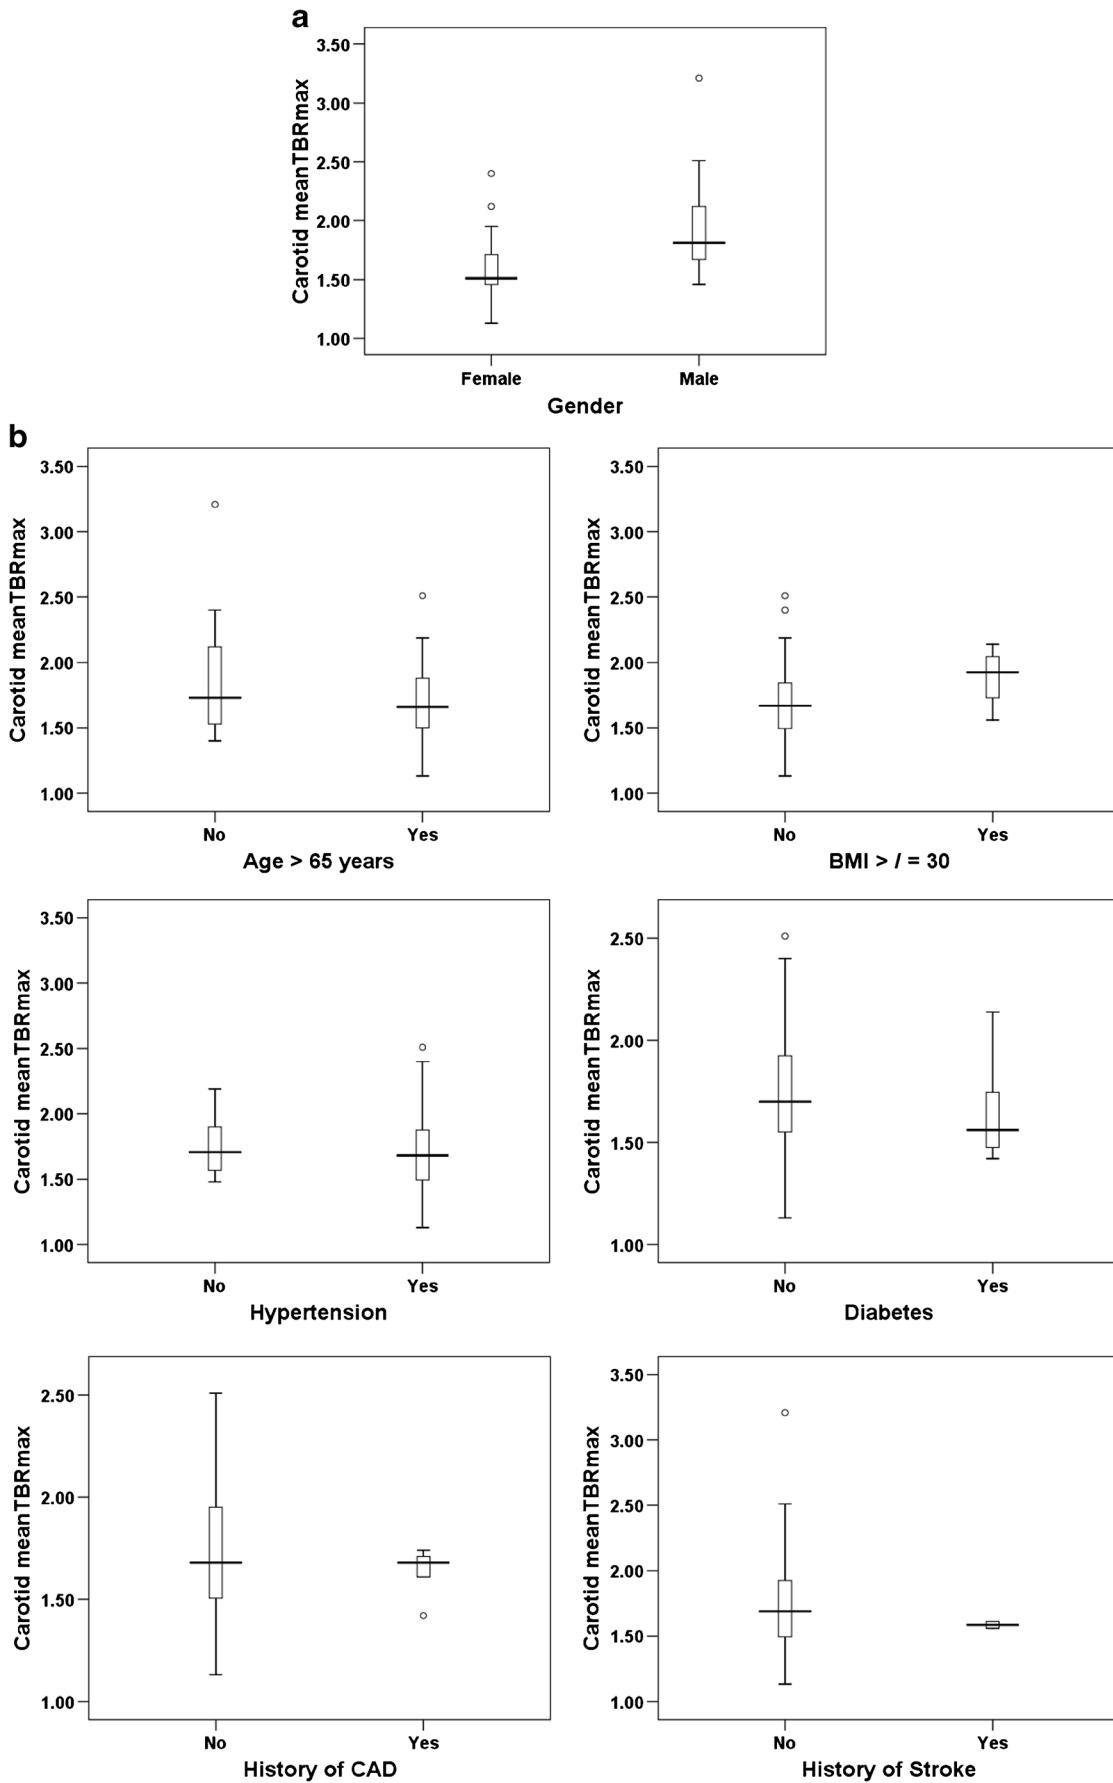 a
3.50
3.00
2.50
2.00
1.50
1.00
Carotid meanTBRmax
Female Male
Gender
b
3.50
3.00
2.50
2.00
1.50
1.00
Carotid meanTBRmax
No Yes
Age > 65 years
3.50
3.00
2.50
2.00
1.50
1.00
Carotid meanTBRmax
No Yes
BMI > / = 30
3.50
3.00
2.50
2.00
1.50
1.00
Carotid meanTBRmax
No Yes
Hypertension
2.50
2.00
1.50
1.00
Carotid meanTBRmax
No Yes
Diabetes
2.50
2.00
1.50
1.00
Carotid meanTBRmax
No Yes
History of CAD
3.50
3.00
2.50
2.00
1.50
1.00
Carotid meanTBRmax
No Yes
History of Stroke